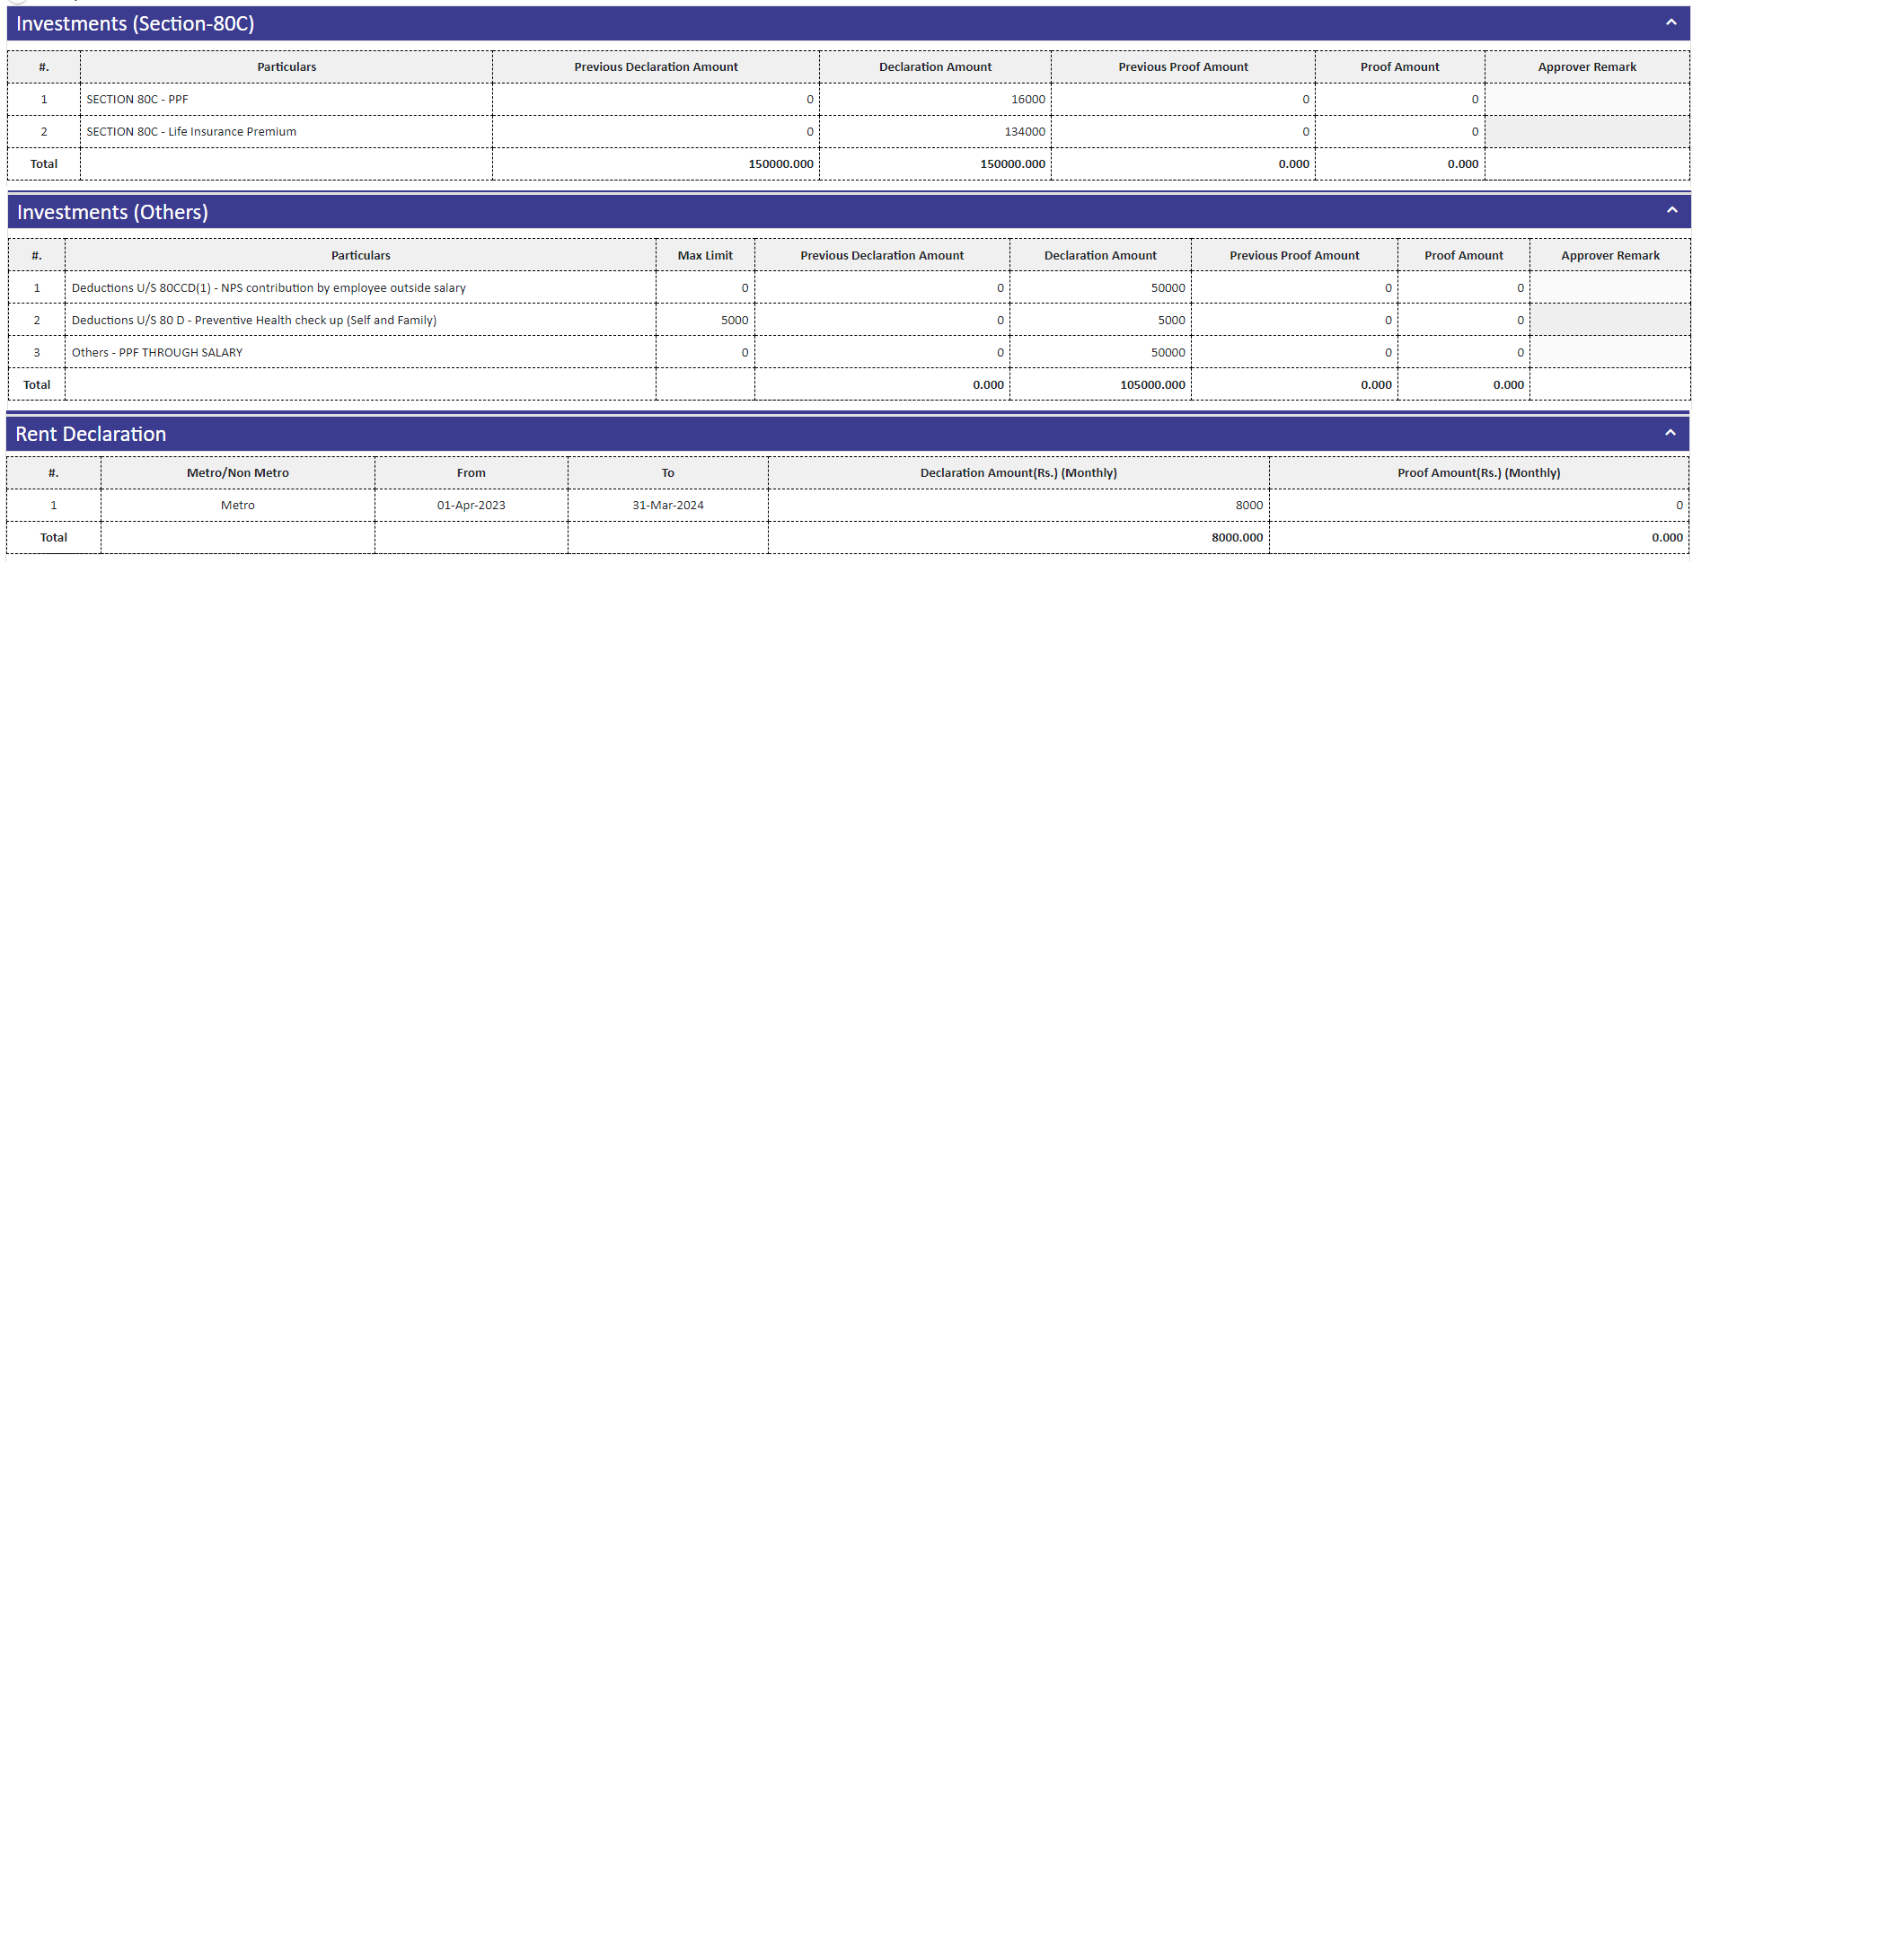 Investments (Section-80C)
#. Particulars Previous Declaration Amount Declaration Amount Previous Proof Amount Proof Amount Approver Remark
1 SECTION 80C - PPF 0 16000 0 0
2 SECTION 80C - Life Insurance Premium 0 134000 0 0
Total 150000.000 150000.000 0.000 0.000
Investments (Others)
#. Particulars Max Limit Previous Declaration Amount Declaration Amount Previous Proof Amount Proof Amount Approver Remark
1 Deductions U/S 80CCD(1) - NPS contribution by employee outside salary 0 0 50000 0 0
2 Deductions U/S 80 D - Preventive Health check up (Self and Family) 5000 0 5000 0 0
3 Others - PPF THROUGH SALARY 0 0 50000 0 0
Total 0.000 105000.000 0.000 0.000
Rent Declaration
#. Metro/Non Metro From To Declaration Amount(Rs.) (Monthly) Proof Amount(Rs.) (Monthly)
1 Metro 01-Apr-2023 31-Mar-2024 8000 0
Total 8000.000 0.000